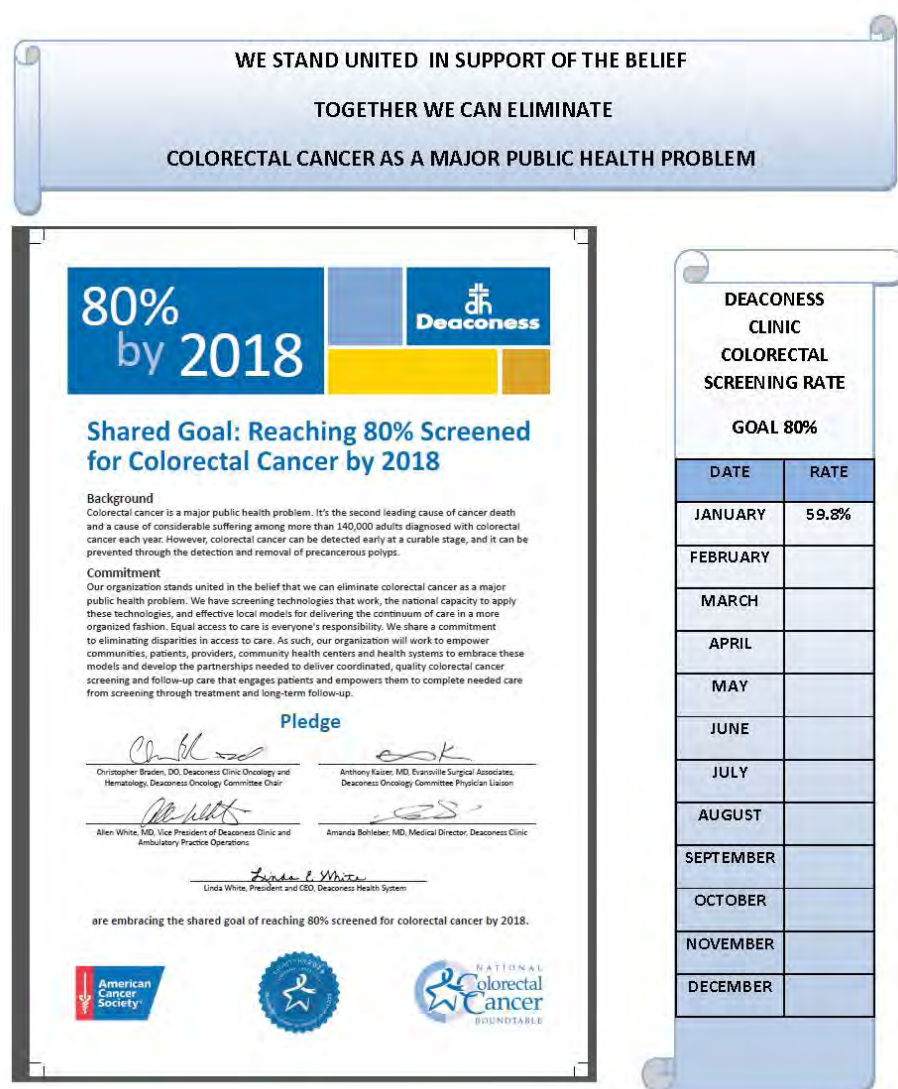 WE STAND UNITED IN SUPPORT OF THE BELIEF
TOGETHER WE CAN ELIMINATE
COLORECTAL CANCER AS A MAJOR PUBLIC HEALTH PROBLEM
80%
by 2018
Deaconess
Shared Goal: Reaching 80% Screened
for Colorectal Cancer by 2018
Background
Colorectal cancer is a major public health problem. It's the second leading cause of cancer death
and a cause of considerable suffering among more than 140,000 adults diagnosed with colorectal
cancer each year. However, colorectal cancer can be detected early at a curable stage, and it can be
prevented through the detection and removal of precancerous polyps.
Commitment
Our organization stands united in the belief that we can eliminate colorectal cancer as a major
public health problem. We have screening technologies that work, the national capacity to apply
these technologies, and effective local models for delivering the continuum of care in a more
organized fashion. Equal access to care is everyone's responsibility. We share a commitment
to eliminating disparities in access to care. As such, our organization will work to empower
communities, patients, providers, community health centers and health systems to embrace these
models and develop the partnerships needed to deliver coordinated, quality colorectal cancer
screening and follow-up care that engages patients and empowers them to complete needed care
from screening through treatment and long-term follow-up.
Pledge
Christopher Braden, DO, Deaconess Clinic Oncology and
Hematology, Deaconess Oncology Committee Chair
Anthony Kaiser, MD, Evansville Surgical Associates,
Deaconess Oncology Committee Physician Liaison
Allen White, MD, Vice President of Deaconess Clinic and
Ambulatory Practice Operations
Amanda Bohleber, MD, Medical Director, Deaconess Clinic
Linda E. White
Linda White, President and CEO, Deaconess Health System
are embracing the shared goal of reaching 80% screened for colorectal cancer by 2018.
American
Cancer
Society
NATIONAL
Colorectal
Cancer
ROUNDTABLE
DEACONESS
CLINIC
COLORECTAL
SCREENING RATE
GOAL 80%
DATE RATE
JANUARY 59.8%
FEBRUARY
MARCH
APRIL
MAY
JUNE
JULY
AUGUST
SEPTEMBER
OCTOBER
NOVEMBER
DECEMBER